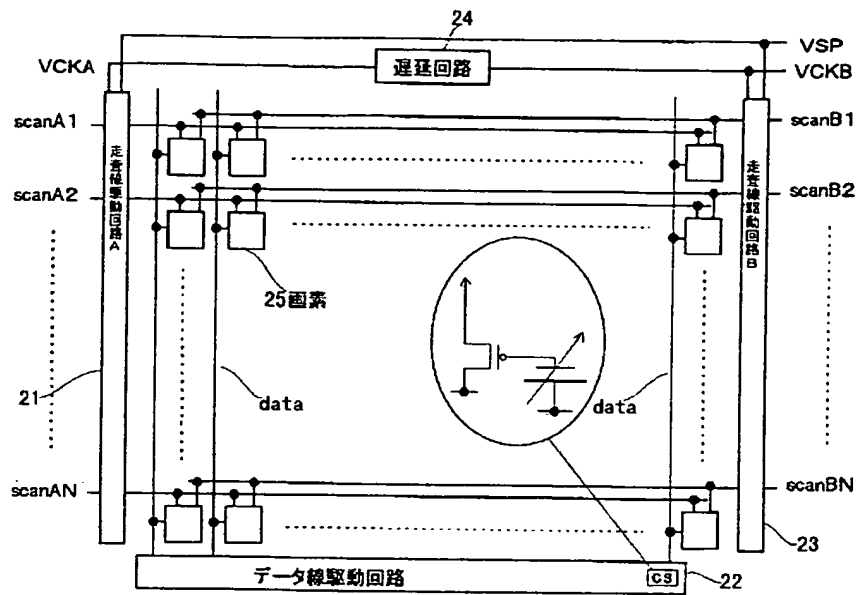 24
VSP
VCKA
遅延回路
VCKB
scanA1
scanB1
走査線駆動回路A
走査線駆動回路B
scanA2
scanB2
25画素
21
data
data
scanAN
scanBN
23
データ線駆動回路
CS
22